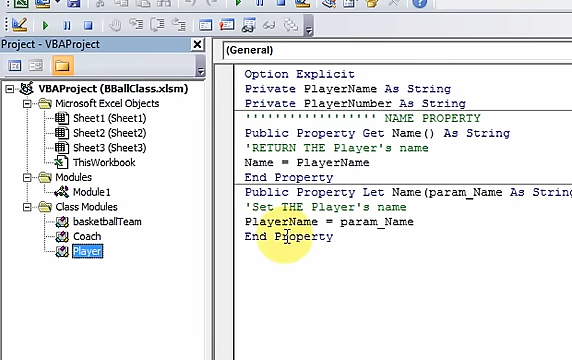 Project - VBAProject
VBAProject (BBallClass.xlsm)
Microsoft Excel Objects
Sheet1 (Sheet1)
Sheet2 (Sheet2)
Sheet3 (Sheet3)
ThisWorkbook
Modules
Module1
Class Modules
basketballTeam
Coach
Player
(General)
Option Explicit
Private PlayerName As String
Private PlayerNumber As String
' ' ' ' ' ' ' ' ' ' ' ' ' ' ' ' ' ' NAME PROPERTY
Public Property Get Name() As String
'RETURN THE Player's name
Name = PlayerName
End Property
Public Property Let Name(param_Name As String
'Set THE Player's name
PlayerName = param_Name
End Property